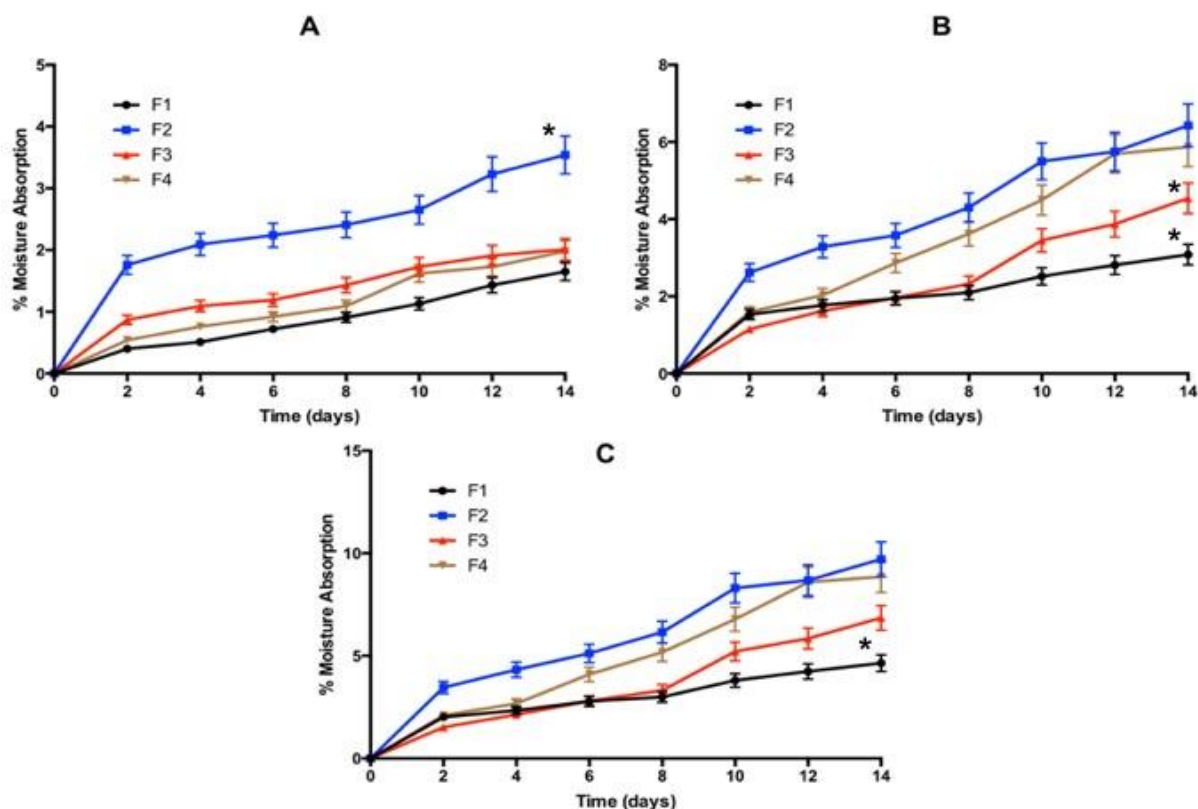 A
% Moisture Absorption
5
4
3
2
1
0
F1
F2
F3
F4
*
0 2 4 6 8 10 12 14
Time (days)
B
% Moisture Absorption
8
6
4
2
0
F1
F2
F3
F4
*
*
0 2 4 6 8 10 12 14
Time (days)
C
% Moisture Absorption
15
10
5
0
F1
F2
F3
F4
*
0 2 4 6 8 10 12 14
Time (days)